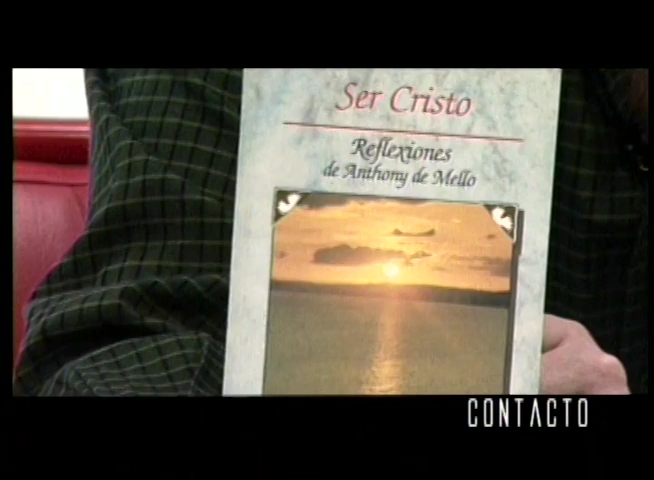 Ser Cristo
Reflexiones
de Anthony de Mello
CONTACTO